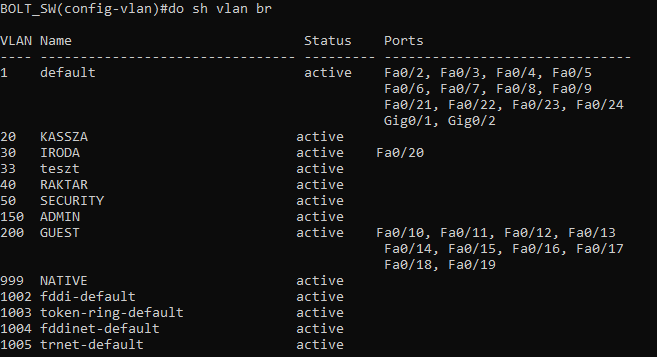 BOLT_SW(config-vlan)#do sh vlan br
VLAN Name                             Status    Ports
---- -------------------------------- --------- -------------------------------
1    default                          active    Fa0/2, Fa0/3, Fa0/4, Fa0/5
                                                Fa0/6, Fa0/7, Fa0/8, Fa0/9
                                                Fa0/21, Fa0/22, Fa0/23, Fa0/24
                                                Gig0/1, Gig0/2
20   KASSZA                          active
30   IRODA                           active    Fa0/20
33   teszt                           active
40   RAKTAR                          active
50   SECURITY                        active
150  ADMIN                           active
200  GUEST                           active    Fa0/10, Fa0/11, Fa0/12, Fa0/13
                                                Fa0/14, Fa0/15, Fa0/16, Fa0/17
                                                Fa0/18, Fa0/19
999  NATIVE                          active
1002 fddi-default                    active
1003 token-ring-default              active
1004 fddinet-default                 active
1005 trnet-default                   active